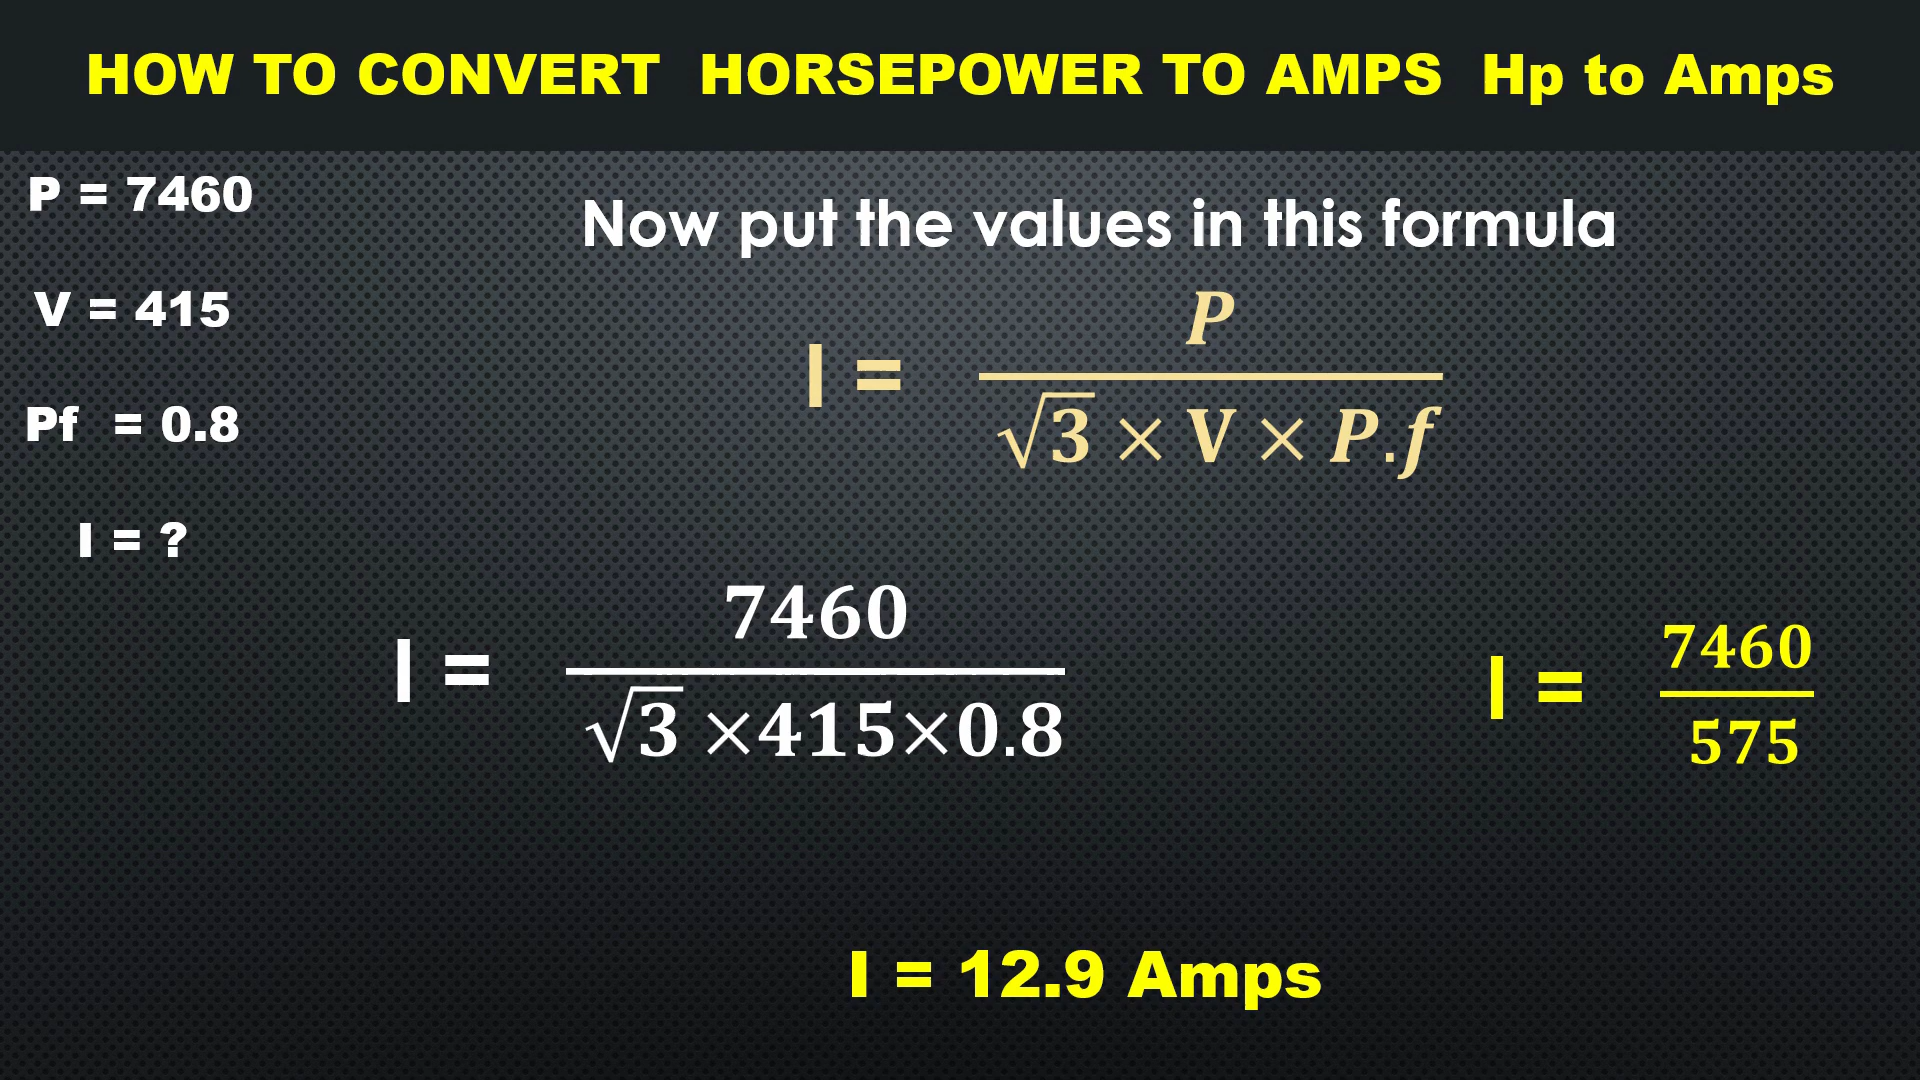 HOW TO CONVERT HORSEPOWER TO AMPS Hp to Amps
P = 7460
V = 415
Pf = 0.8
I = ?
Now put the values in this formula
I = P / √3 × V × P.f
I = 7460 / √3 ×415×0.8
I = 7460 / 575
I = 12.9 Amps